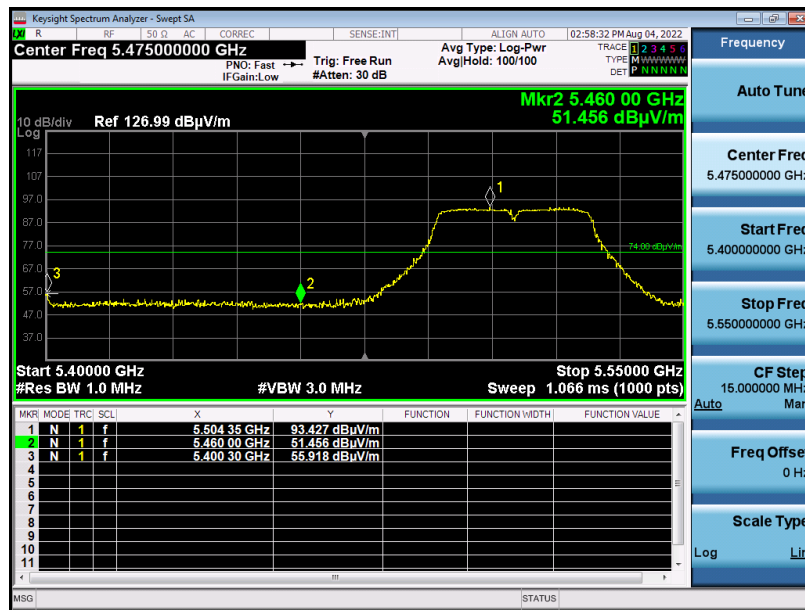 Keysight Spectrum Analyzer - Swept SA
LXI R RF 50 Ω AC CORREC SENSE:INT ALIGN AUTO 02:58:32 PM Aug 04, 2022
Center Freq 5.475000000 GHz
PNO: Fast
IFGain:Low
Trig: Free Run
#Atten: 30 dB
Avg Type: Log-Pwr
Avg|Hold: 100/100
TRACE 1 2 3 4 5 6
TYPE M WWWWW
DET P N N N N N
Mkr2 5.460 00 GHz
51.456 dBµV/m
10 dB/div Ref 126.99 dBµV/m
Log
117
107
97.0
87.0
77.0
67.0
57.0
47.0
37.0
1
2
3
74.00 dBµV/m
Start 5.40000 GHz Stop 5.55000 GHz
#Res BW 1.0 MHz #VBW 3.0 MHz Sweep 1.066 ms (1000 pts)
MKR MODE TRC SCL X Y FUNCTION FUNCTION WIDTH FUNCTION VALUE
1 N 1 f 5.504 35 GHz 93.427 dBµV/m
2 N 1 f 5.460 00 GHz 51.456 dBµV/m
3 N 1 f 5.400 30 GHz 55.918 dBµV/m
4
5
6
7
8
9
10
11
MSG STATUS
Frequency
Auto Tune
Center Freq
5.475000000 GHz
Start Freq
5.400000000 GHz
Stop Freq
5.550000000 GHz
CF Step
15.000000 MHz
Auto Man
Freq Offset
0 Hz
Scale Type
Log Lin